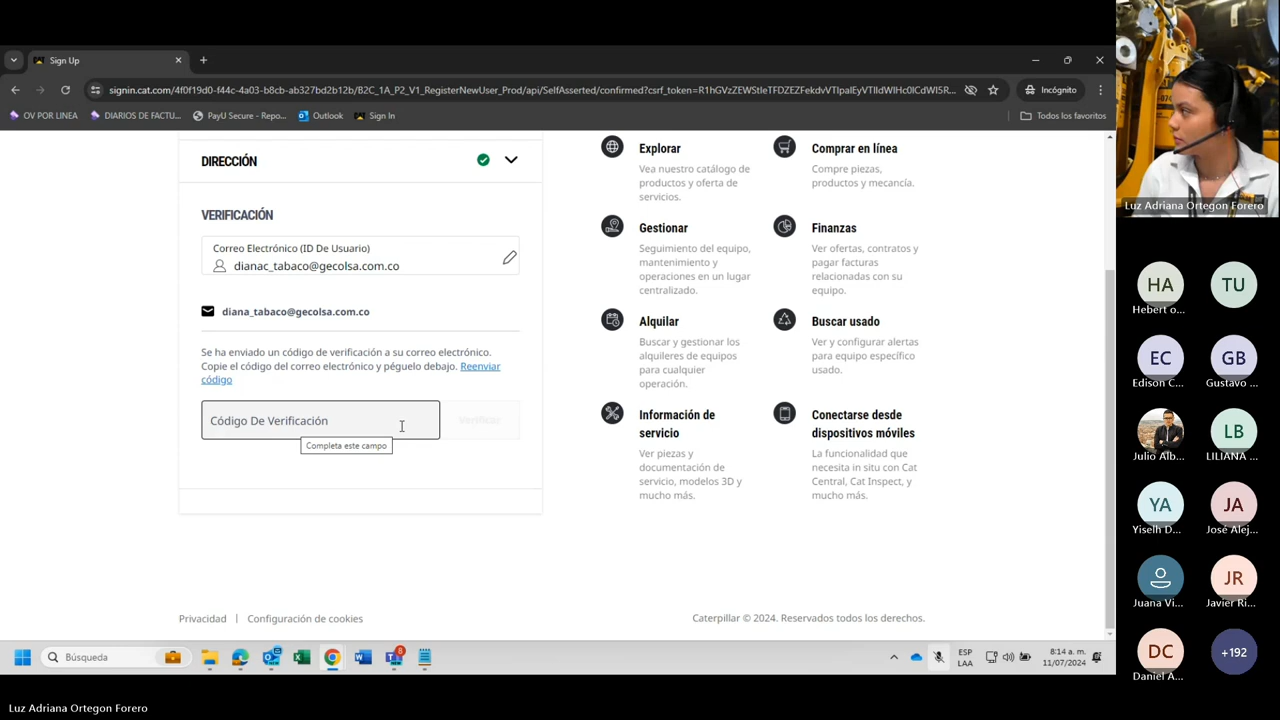 Sign Up
signin.cat.com/4f0f19d0-f44c-4a03-b8cb-ab327bd2b12b/B2C_1A_P2_V1_RegisterNewUser_Prod/api/SelfAsserted/confirmed?csrf_token=R1hGVzZEWStleTFDZEZFekdvVTlpalEyVTlIdWlHc0lCdWI5R...
Incógnito
OV POR LINEA
DIARIOS DE FACTU...
PayU Secure - Repo...
Outlook
Sign In
Todos los favoritos
DIRECCIÓN
VERIFICACIÓN
Correo Electrónico (ID De Usuario)
dianac_tabaco@gecolsa.com.co
diana_tabaco@gecolsa.com.co
Se ha enviado un código de verificación a su correo electrónico.
Copie el código del correo electrónico y péguelo debajo. Reenviar
código
Código De Verificación
Verificar
Completa este campo
Explorar
Vea nuestro catálogo de
productos y oferta de
servicios.
Comprar en línea
Compre piezas,
productos y mecancía.
Gestionar
Seguimiento del equipo,
mantenimiento y
operaciones en un lugar
centralizado.
Finanzas
Ver ofertas, contratos y
pagar facturas
relacionadas con su
equipo.
Alquilar
Buscar y gestionar los
alquileres de equipos
para cualquier
operación.
Buscar usado
Ver y configurar alertas
para equipo específico
usado.
Información de
servicio
Ver piezas y
documentación de
servicio, modelos 3D y
mucho más.
Conectarse desde
dispositivos móviles
La funcionalidad que
necesita in situ con Cat
Central, Cat Inspect, y
mucho más.
Privacidad | Configuración de cookies
Caterpillar © 2024. Reservados todos los derechos.
Búsqueda
8
ESP
LAA
8:14 a. m.
11/07/2024
Luz Adriana Ortegon Forero
HA
Hebert o...
TU
EC
Edison C...
GB
Gustavo ...
Julio Alb...
LB
LILIANA ...
YA
Yiselh D...
JA
José Alej...
Juana Vi...
JR
Javier Ri...
DC
Daniel A...
+192
Luz Adriana Ortegon Forero